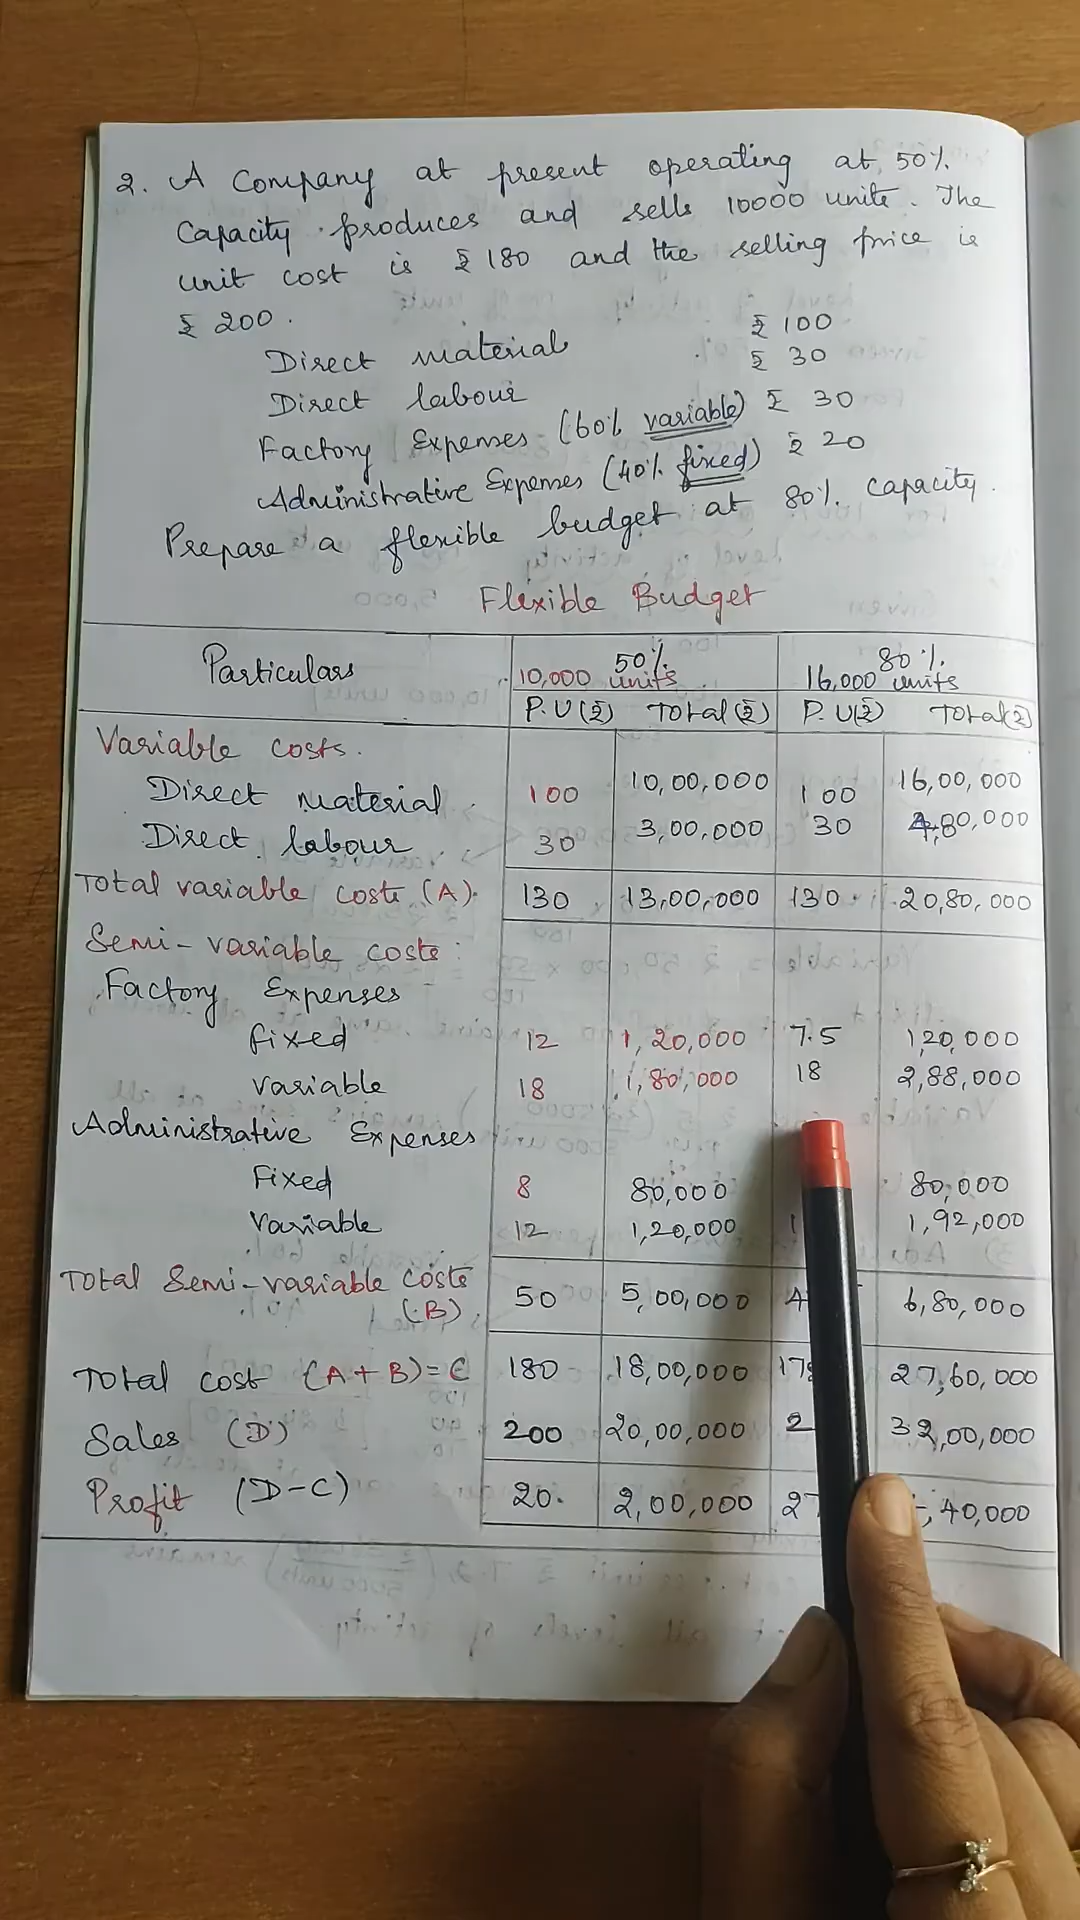 2. A Company at present operating at 50%.
Capacity produces and sells 10000 units. The
unit cost is ₹ 180 and the selling price is
₹ 200.
Direct material ₹ 100
Direct labour ₹ 30
Factory Expenses (60% variable) ₹ 30
Administrative Expenses (40% fixed) ₹ 20
Prepare a flexible budget at 80% capacity.
Flexible Budget
Particulars 50% 80%
10,000 units 16,000 units
P.U(₹) Total(₹) P.U(₹) Total(₹)
Variable costs.
Direct material 100 10,00,000 100 16,00,000
Direct labour 30 3,00,000 30 4,80,000
Total variable costs (A). 130 13,00,000 130 20,80,000
Semi-variable costs:
Factory Expenses
fixed 12 1,20,000 7.5 1,20,000
variable 18 1,80,000 18 2,88,000
Administrative Expenses
Fixed 8 80,000 80,000
Variable 12 1,20,000 1,92,000
Total Semi-variable costs
(B) 50 5,00,000 6,80,000
Total cost (A+B)=C 180 18,00,000 27,60,000
Sales (D) 200 20,00,000 32,00,000
Profit (D-C) 20. 2,00,000 ,40,000